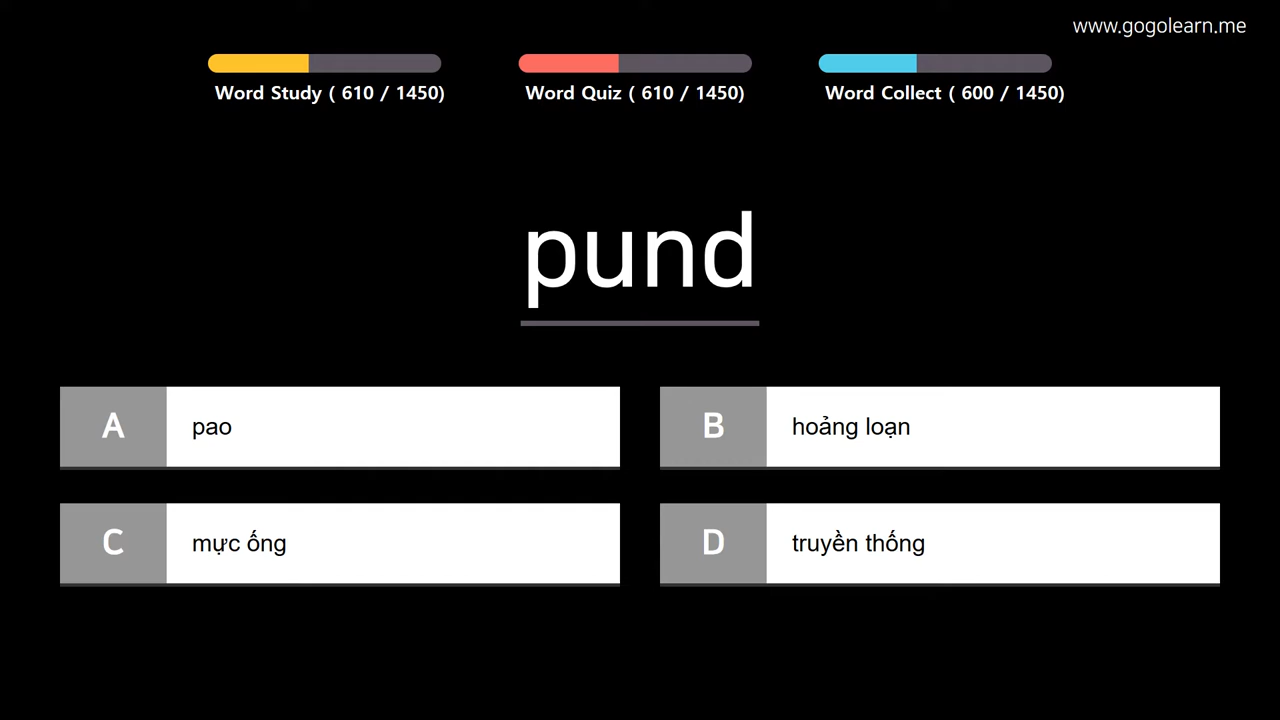 www.gogolearn.me
Word Study ( 610 / 1450)
Word Quiz ( 610 / 1450)
Word Collect ( 600 / 1450)
pund
A
pao
B
hoảng loạn
C
mực ống
D
truyền thống